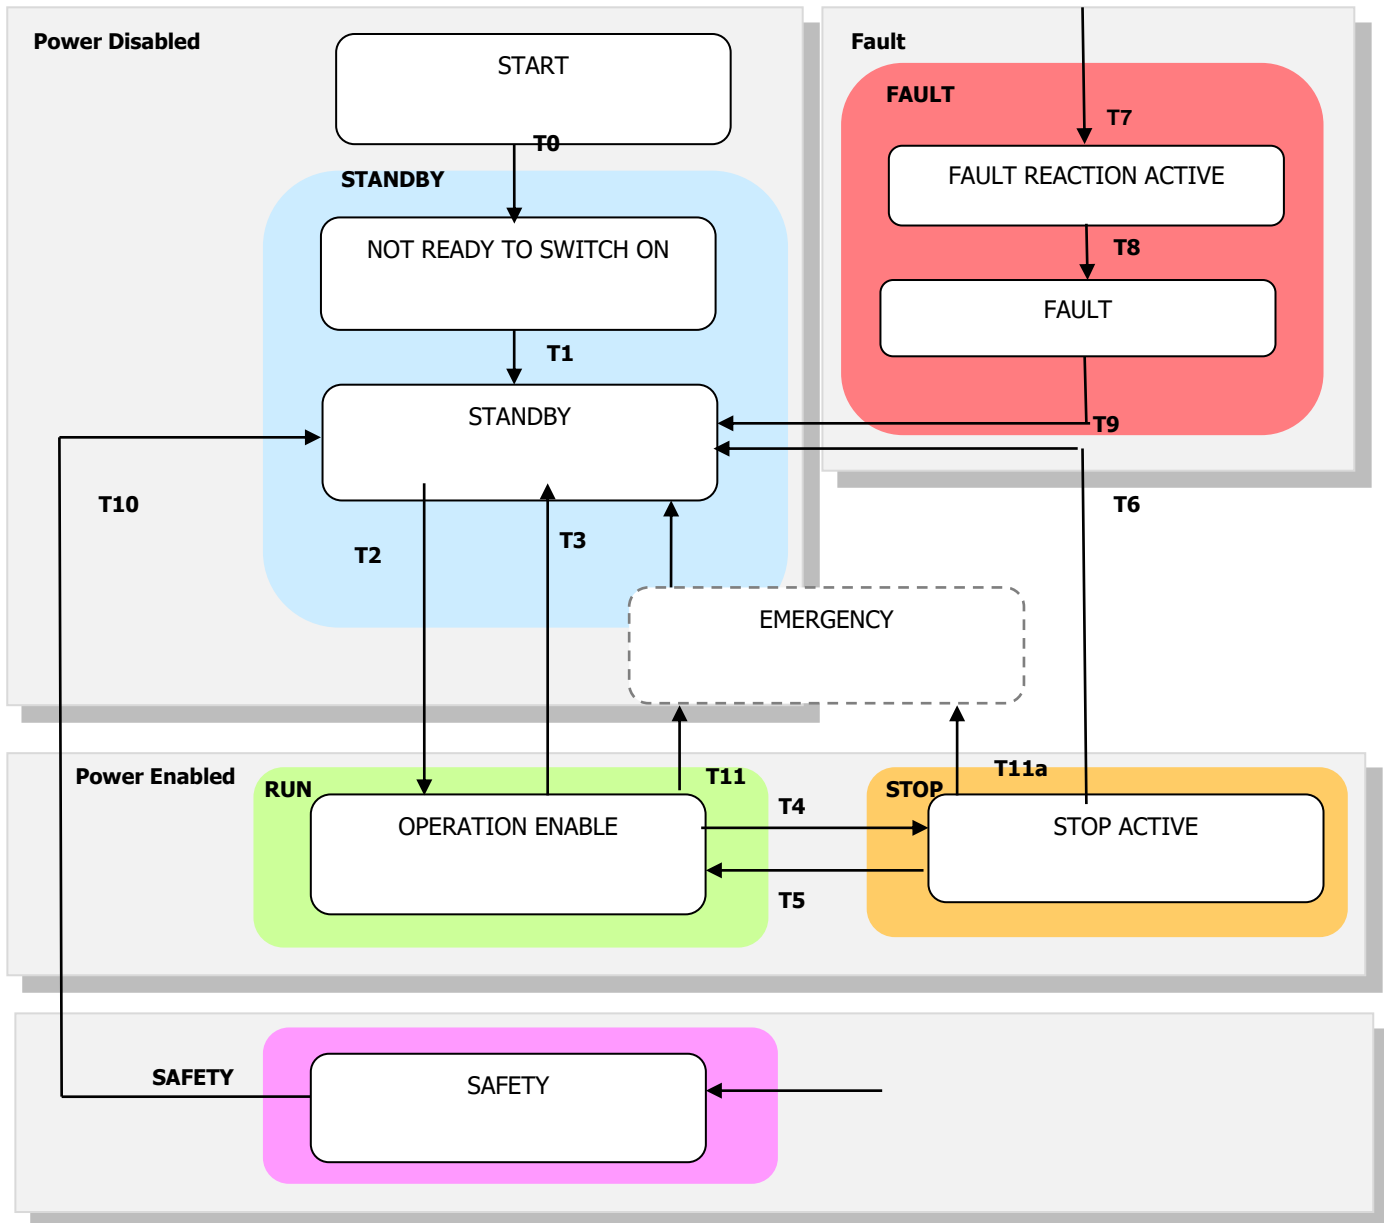 Power Disabled
START
T0
STANDBY
NOT READY TO SWITCH ON
T1
STANDBY
T10
T2
T3
Fault
FAULT
T7
FAULT REACTION ACTIVE
T8
FAULT
T9
T6
EMERGENCY
Power Enabled
RUN
T11
OPERATION ENABLE
T4
T5
T11a
STOP
STOP ACTIVE
SAFETY
SAFETY